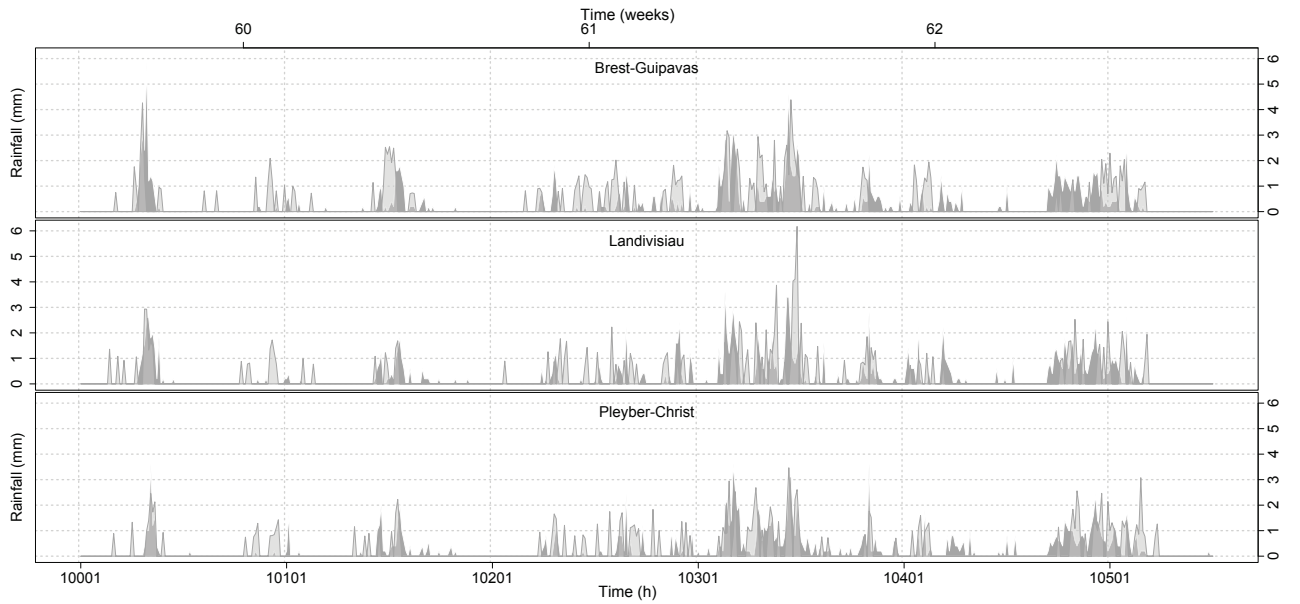 Time (weeks)
60 61 62
Brest-Guipavas
Rainfall (mm)
0 1 2 3 4 5 6
Landivisiau
0 1 2 3 4 5 6
Pleyber-Christ
Rainfall (mm)
0 1 2 3 4 5 6
10001 10101 10201 10301 10401 10501
Time (h)